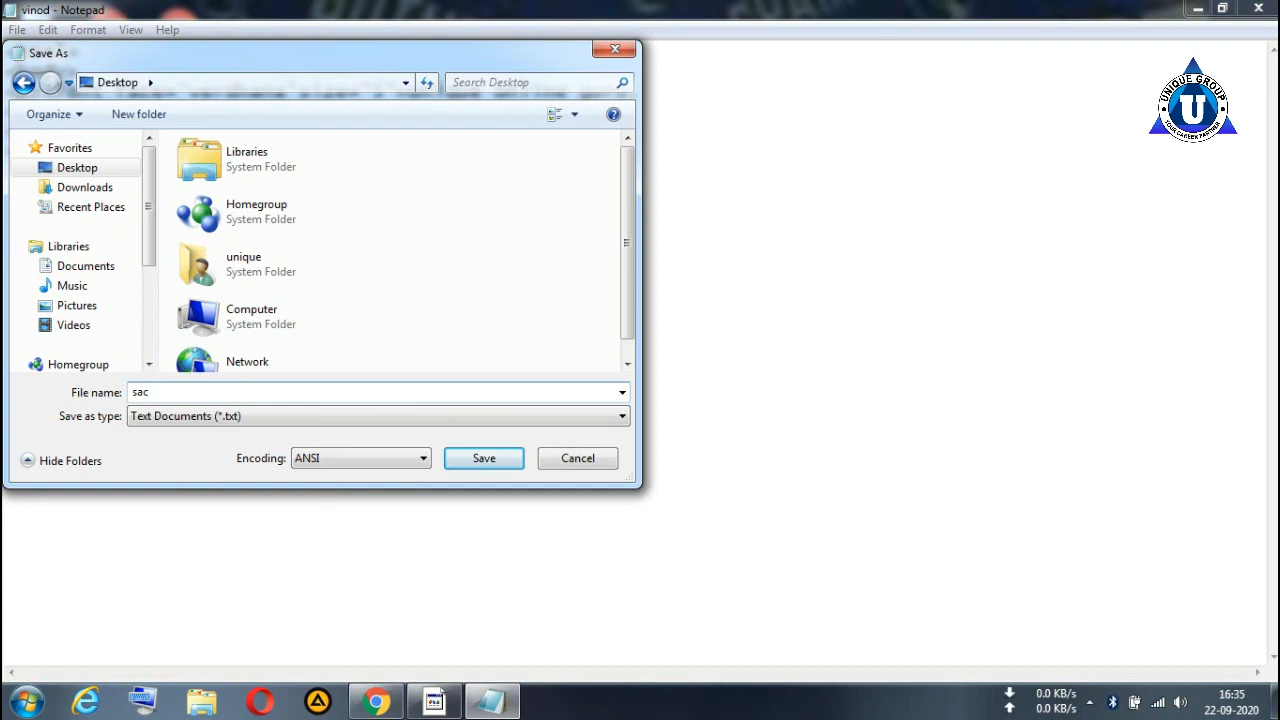 vinod - Notepad
File Edit Format View Help
Save As
Desktop
Search Desktop
Organize New folder
Favorites
Desktop
Downloads
Recent Places
Libraries
Documents
Music
Pictures
Videos
Homegroup
Libraries
System Folder
Homegroup
System Folder
unique
System Folder
Computer
System Folder
Network
File name: sac
Save as type: Text Documents (*.txt)
Hide Folders
Encoding: ANSI
Save
Cancel
UNIQUE GROUP
U
YOUR CAREER PARTNER
0.0 KB/s
0.0 KB/s
16:35
22-09-2020